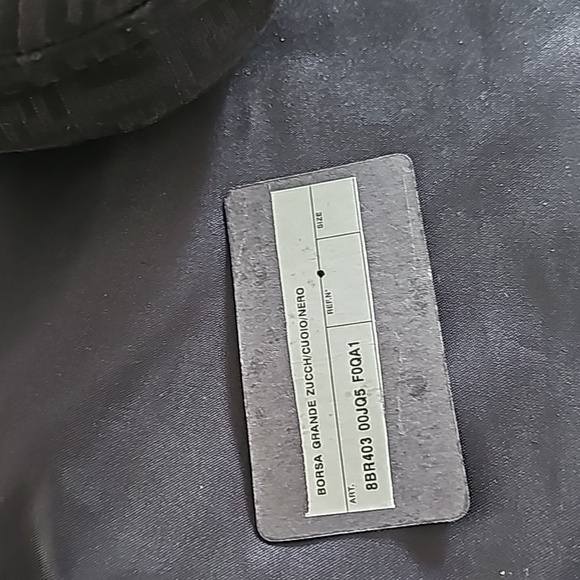 BORSA GRANDE ZUCCH/CUOIO/NERO
ART. REF.N° SIZE
8BR403 00JQ5 F0QA1